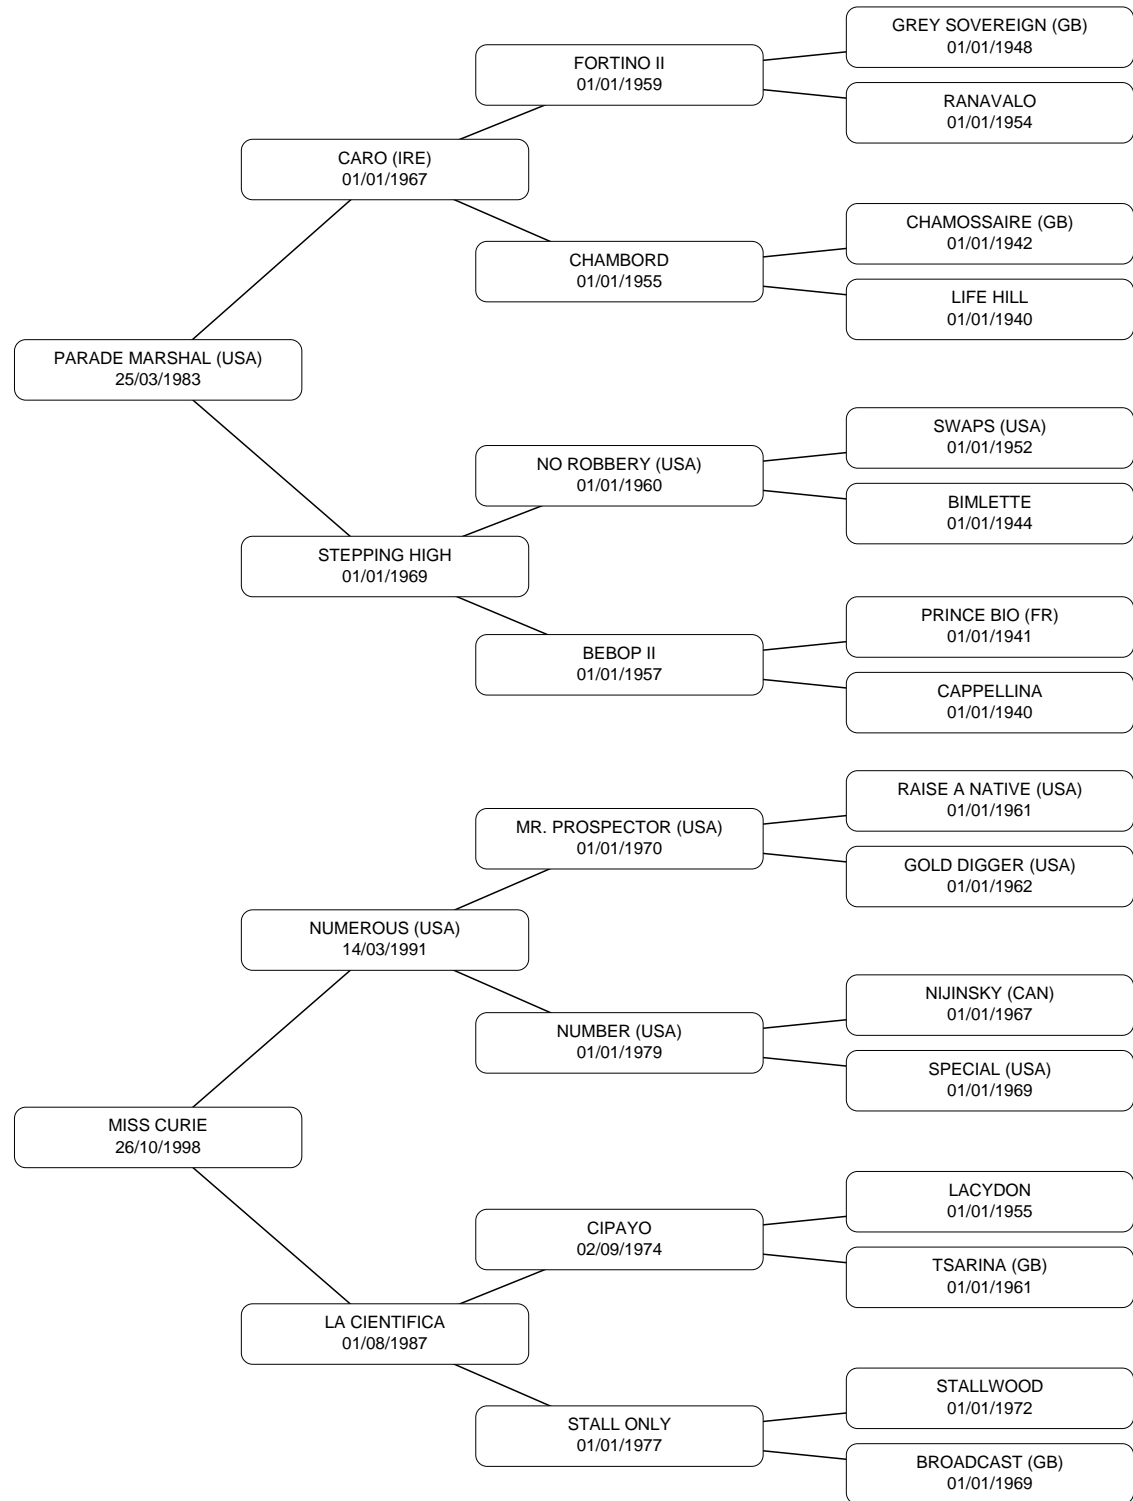 GREY SOVEREIGN (GB)
01/01/1948
FORTINO II
01/01/1959
RANAVALO
01/01/1954
CARO (IRE)
01/01/1967
CHAMOSSAIRE (GB)
01/01/1942
CHAMBORD
01/01/1955
LIFE HILL
01/01/1940
PARADE MARSHAL (USA)
25/03/1983
SWAPS (USA)
01/01/1952
NO ROBBERY (USA)
01/01/1960
BIMLETTE
01/01/1944
STEPPING HIGH
01/01/1969
PRINCE BIO (FR)
01/01/1941
BEBOP II
01/01/1957
CAPPELLINA
01/01/1940
RAISE A NATIVE (USA)
01/01/1961
MR. PROSPECTOR (USA)
01/01/1970
GOLD DIGGER (USA)
01/01/1962
NUMEROUS (USA)
14/03/1991
NIJINSKY (CAN)
01/01/1967
NUMBER (USA)
01/01/1979
SPECIAL (USA)
01/01/1969
MISS CURIE
26/10/1998
LACYDON
01/01/1955
CIPAYO
02/09/1974
TSARINA (GB)
01/01/1961
LA CIENTIFICA
01/08/1987
STALLWOOD
01/01/1972
STALL ONLY
01/01/1977
BROADCAST (GB)
01/01/1969